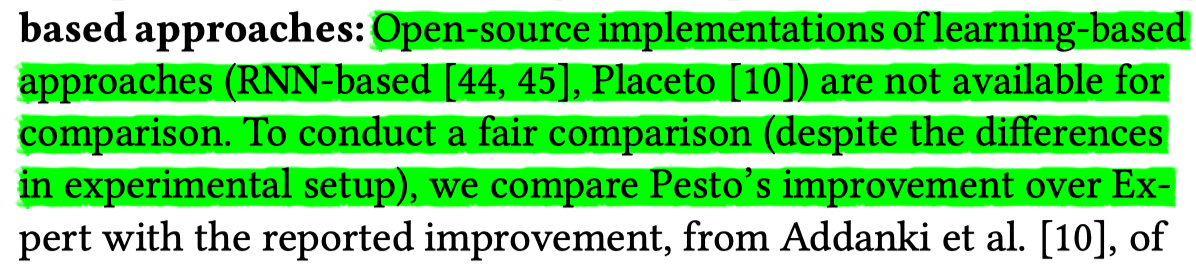 based approaches: Open-source implementations of learning-based
approaches (RNN-based [44, 45], Placeto [10]) are not available for
comparison. To conduct a fair comparison (despite the differences
in experimental setup), we compare Pesto’s improvement over Ex-
pert with the reported improvement, from Addanki et al. [10], of